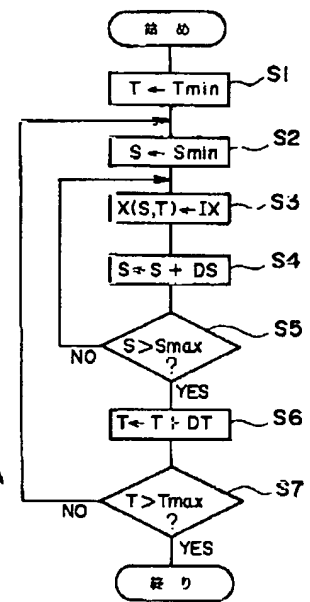 始め
T ← Tmin
S1
S ← Smin
S2
X(S,T) ← IX
S3
S ← S + DS
S4
S > Smax
?
S5
NO
YES
T ← T + DT
S6
T > Tmax
?
S7
NO
YES
終り